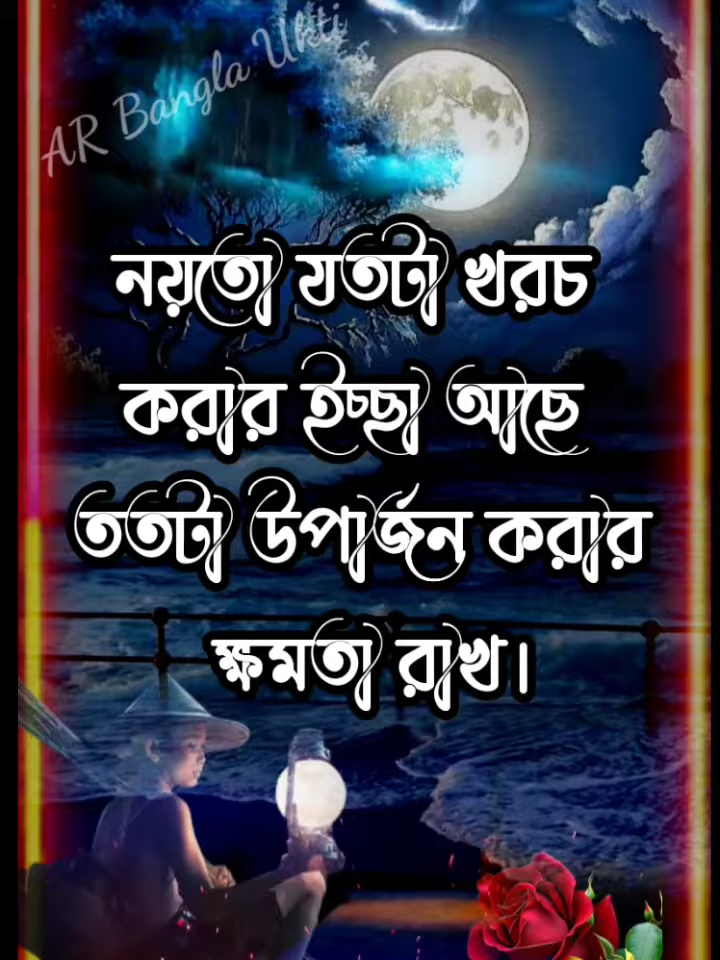 AR Bangla Ukti
নয়তো যতটা খরচ
করার ইচ্ছা আছে
ততটা উপার্জন করার
ক্ষমতা রাখ।